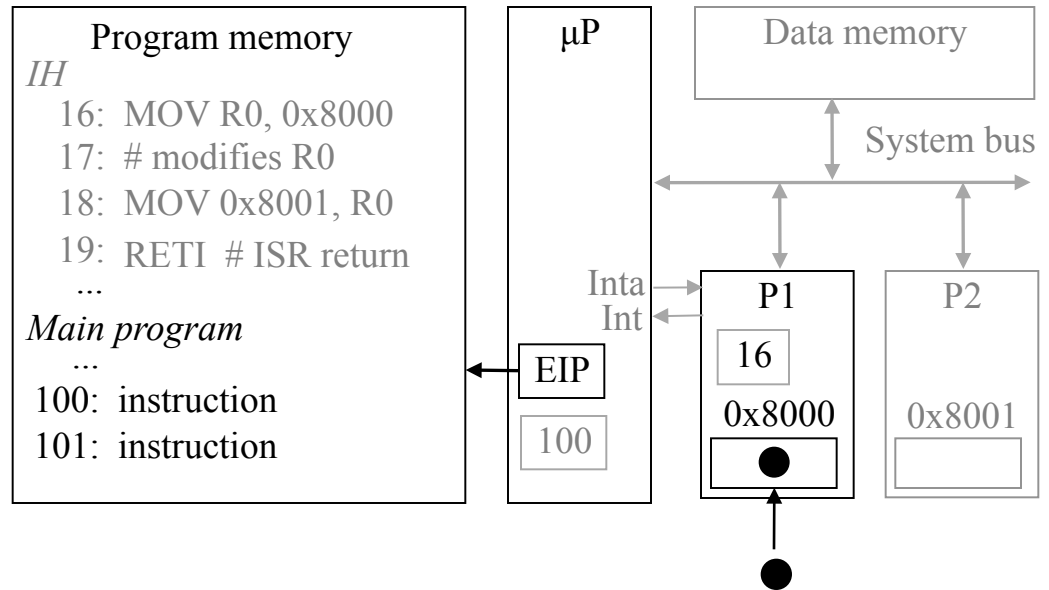 Program memory
IH
16: MOV R0, 0x8000
17: # modifies R0
18: MOV 0x8001, R0
19: RETI # ISR return
...
Main program
...
100: instruction
101: instruction
μP
EIP
100
Data memory
System bus
Inta
Int
P1
16
0x8000
P2
0x8001